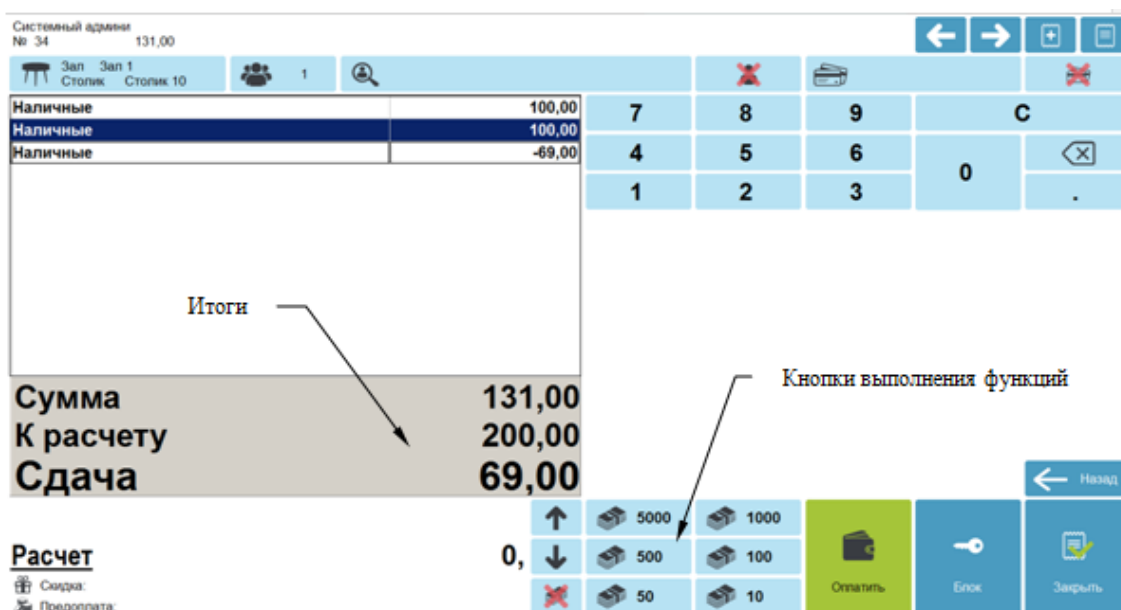 Системный админи
№ 34 131,00
Зал Зал 1
Столик Столик 10
1
Наличные 100,00
Наличные 100,00
Наличные -69,00
7 8 9 C
4 5 6 0
1 2 3 .
Итоги
Кнопки выполнения функций
Сумма 131,00
К расчету 200,00
Сдача 69,00
Назад
5000 1000
Расчет 0,
500 100
Оплатить Блок Закрыть
Скидка:
50 10
Предоплата: